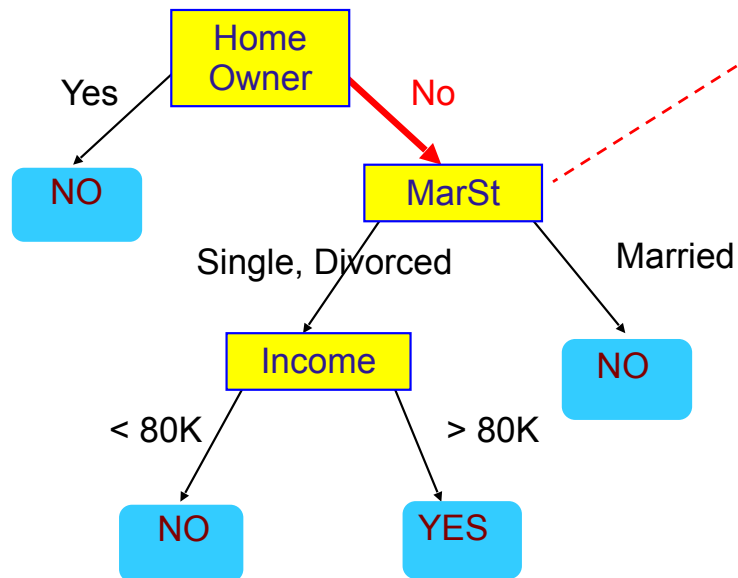 Home
Owner
Yes
No
NO
MarSt
Single, Divorced
Married
Income
NO
< 80K
> 80K
NO
YES